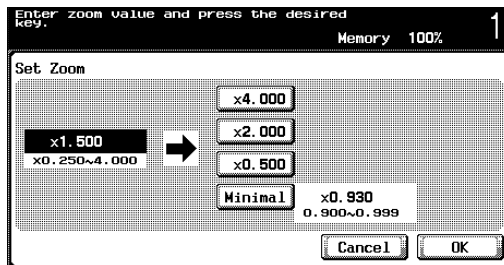 Enter zoom value and press the desired
key.
Memory 100% 1
Set Zoom
x4.000
x1.500
x2.000
x0.250~4.000
x0.500
Minimal x0.930
0.900~0.999
Cancel OK